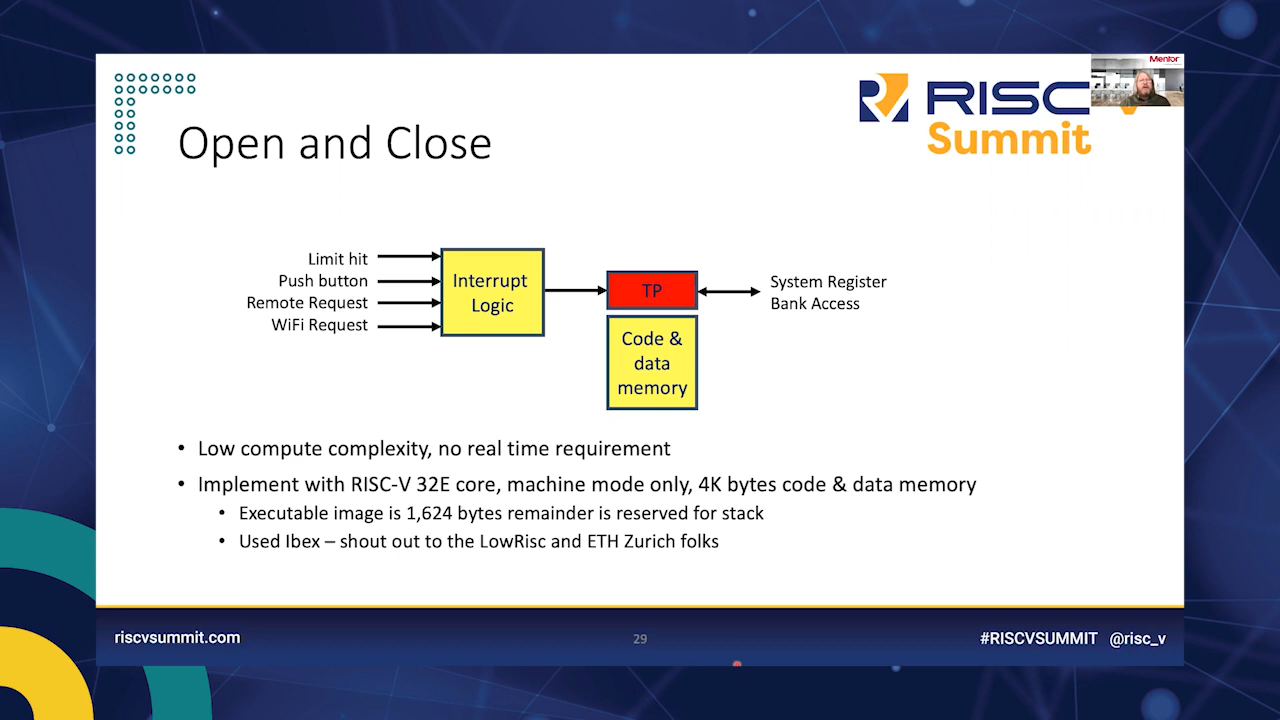 Mentor
RISC
Summit
Open and Close
Limit hit
Push button
Remote Request
WiFi Request
Interrupt
Logic
TP
System Register
Bank Access
Code &
data
memory
• Low compute complexity, no real time requirement
• Implement with RISC-V 32E core, machine mode only, 4K bytes code & data memory
• Executable image is 1,624 bytes remainder is reserved for stack
• Used Ibex – shout out to the LowRisc and ETH Zurich folks
riscvsummit.com
29
#RISCVSUMMIT @risc_v